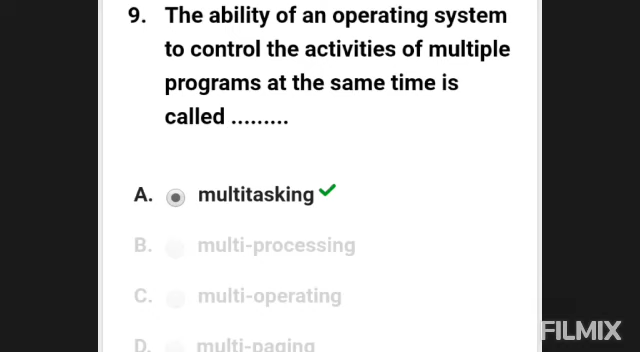 9. The ability of an operating system
to control the activities of multiple
programs at the same time is
called .........
A. multitasking
B. multi-processing
C. multi-operating
D. multi-paging
FILMIX